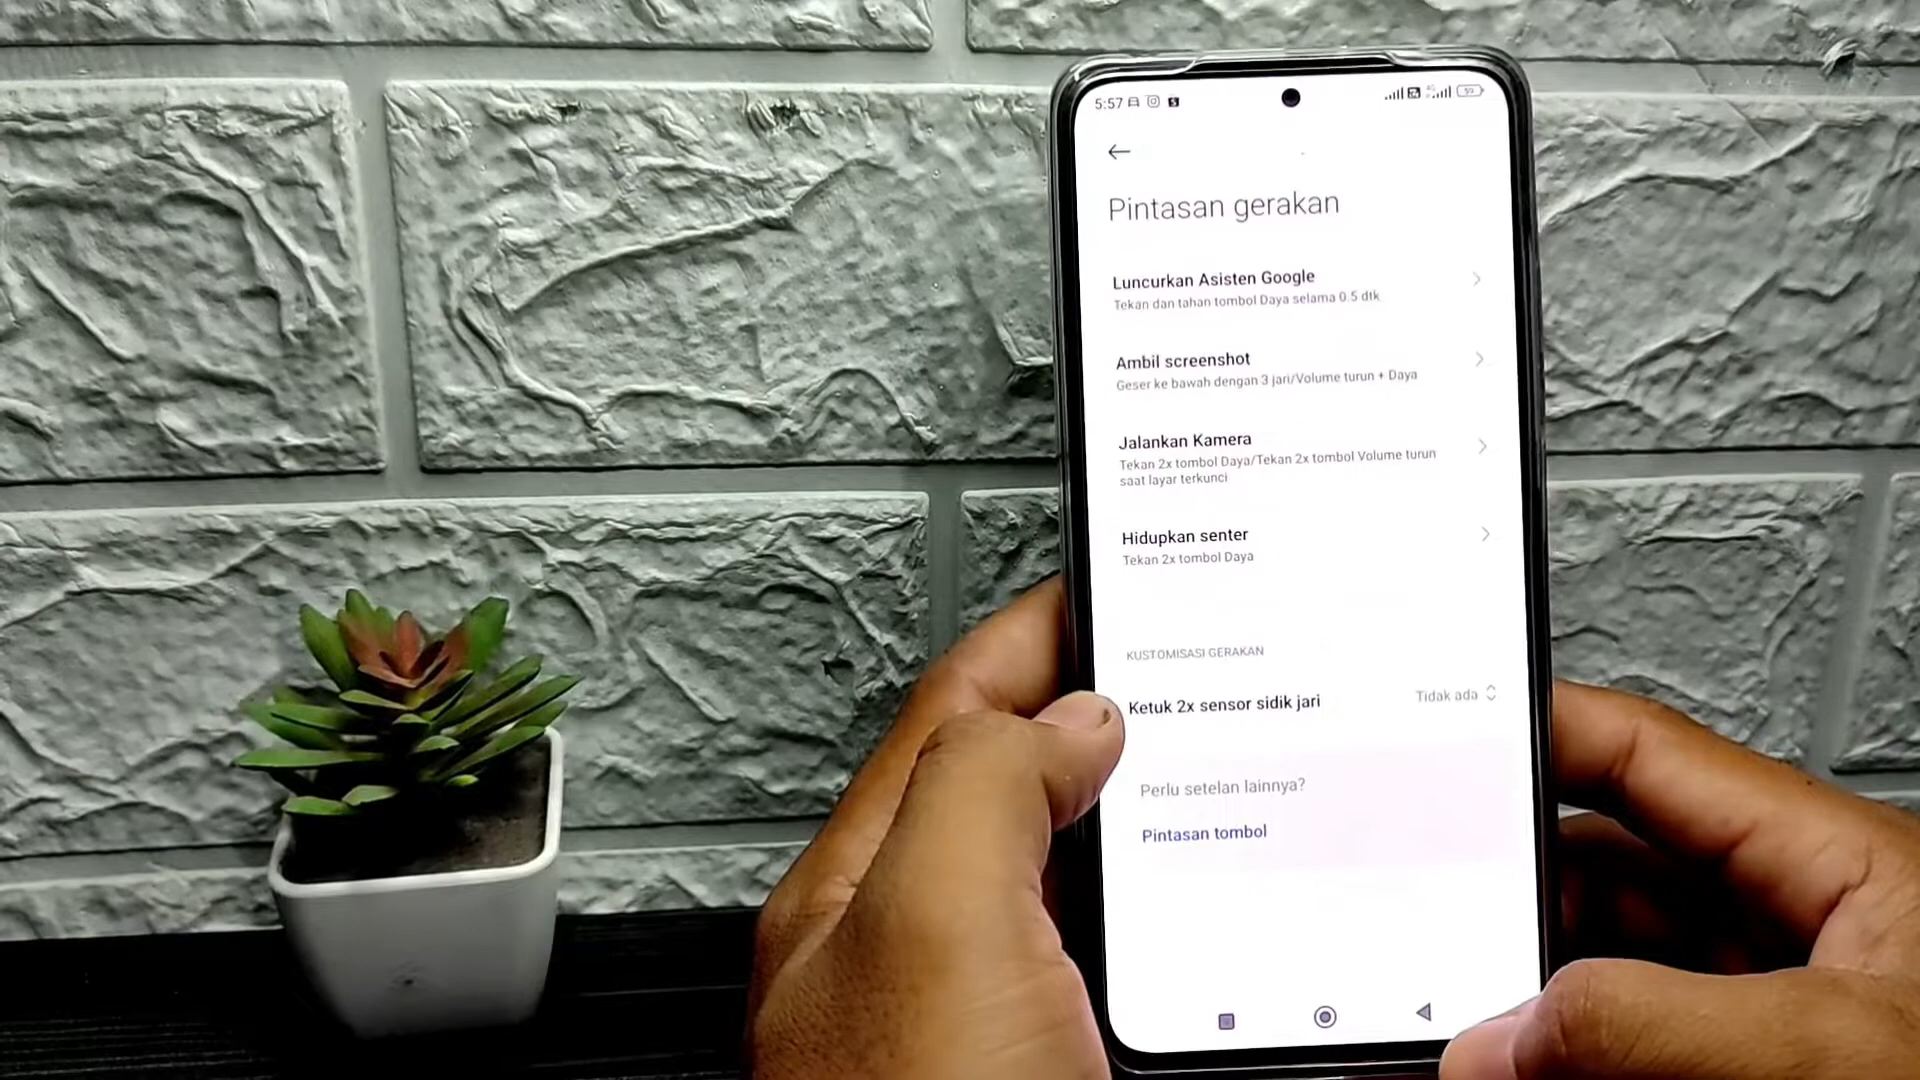 5:57
Pintasan gerakan
Luncurkan Asisten Google
Tekan dan tahan tombol Daya selama 0.5 dtk
Ambil screenshot
Geser ke bawah dengan 3 jari/Volume turun + Daya
Jalankan Kamera
Tekan 2x tombol Daya/Tekan 2x tombol Volume turun
saat layar terkunci
Hidupkan senter
Tekan 2x tombol Daya
KUSTOMISASI GERAKAN
Ketuk 2x sensor sidik jari
Tidak ada
Perlu setelan lainnya?
Pintasan tombol